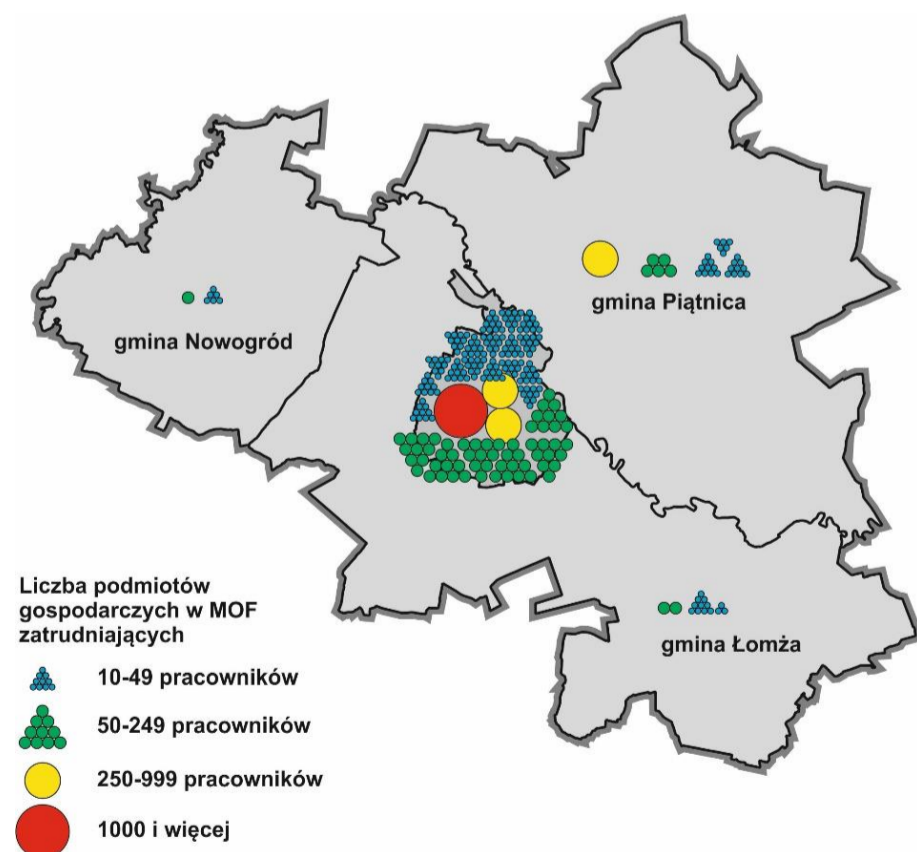 gmina Piątnica
gmina Nowogród
gmina Łomża
Liczba podmiotów
gospodarczych w MOF
zatrudniających
10-49 pracowników
50-249 pracowników
250-999 pracowników
1000 i więcej